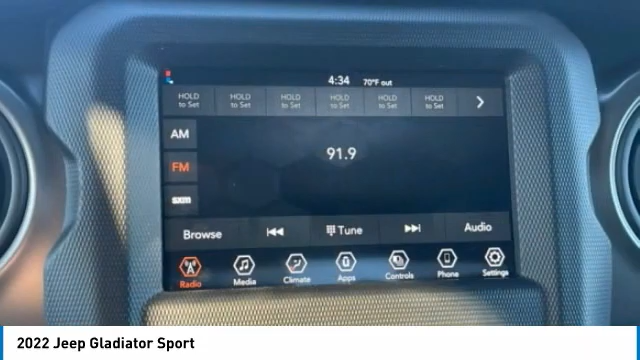 4:34 70°F out
HOLD to Set HOLD to Set HOLD to Set HOLD to Set HOLD to Set HOLD to Set
AM
91.9
FM
sxm
Browse Tune Audio
Radio Media Climate Apps Controls Phone Settings
2022 Jeep Gladiator Sport